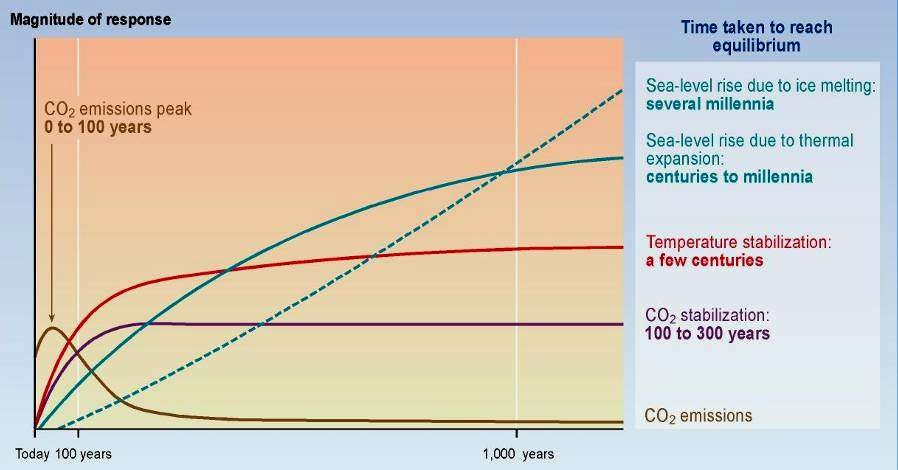 Magnitude of response
Time taken to reach
equilibrium
CO₂ emissions peak
0 to 100 years
Sea-level rise due to ice melting:
several millennia
Sea-level rise due to thermal
expansion:
centuries to millennia
Temperature stabilization:
a few centuries
CO₂ stabilization:
100 to 300 years
CO₂ emissions
Today 100 years
1,000 years